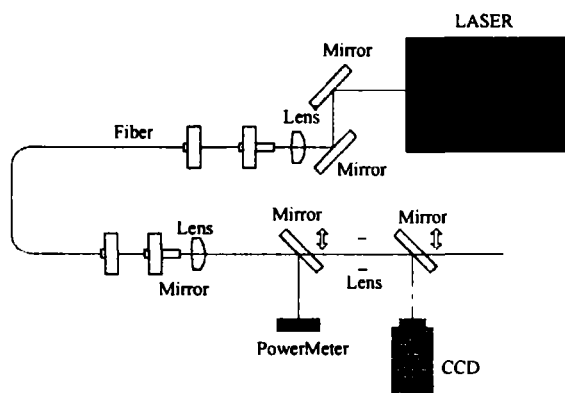 LASER
Mirror
Lens
Fiber
Mirror
Mirror
Mirror
Lens
Mirror
Lens
PowerMeter
CCD